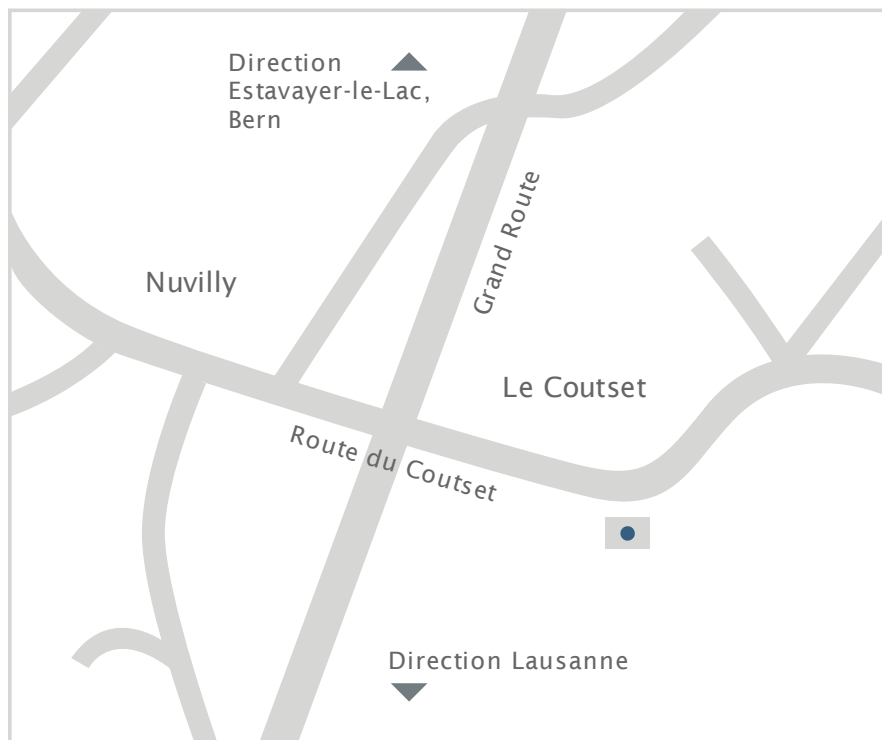 Direction
Estavayer-le-Lac,
Bern
Grand Route
Nuvilly
Le Coutset
Route du Coutset
Direction Lausanne